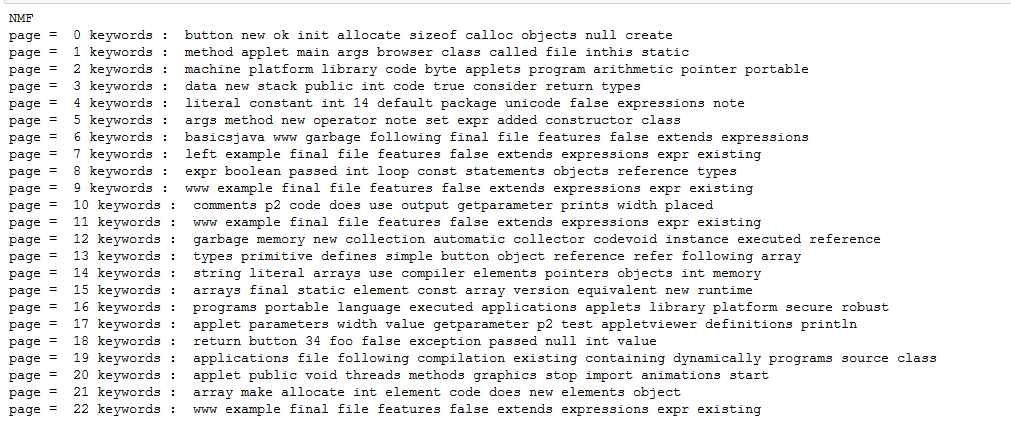 NMF
page =  0 keywords :  button new ok init allocate sizeof calloc objects null create
page =  1 keywords :  method applet main args browser class called file inthis static
page =  2 keywords :  machine platform library code byte applets program arithmetic pointer portable
page =  3 keywords :  data new stack public int code true consider return types
page =  4 keywords :  literal constant int 14 default package unicode false expressions note
page =  5 keywords :  args method new operator note set expr added constructor class
page =  6 keywords :  basicsjava www garbage following final file features false extends expressions
page =  7 keywords :  left example final file features false extends expressions expr existing
page =  8 keywords :  expr boolean passed int loop const statements objects reference types
page =  9 keywords :  www example final file features false extends expressions expr existing
page =  10 keywords :  comments p2 code does use output getparameter prints width placed
page =  11 keywords :  www example final file features false extends expressions expr existing
page =  12 keywords :  garbage memory new collection automatic collector codevoid instance executed reference
page =  13 keywords :  types primitive defines simple button object reference refer following array
page =  14 keywords :  string literal arrays use compiler elements pointers objects int memory
page =  15 keywords :  arrays final static element const array version equivalent new runtime
page =  16 keywords :  programs portable language executed applications applets library platform secure robust
page =  17 keywords :  applet parameters width value getparameter p2 test appletviewer definitions println
page =  18 keywords :  return button 34 foo false exception passed null int value
page =  19 keywords :  applications file following compilation existing containing dynamically programs source class
page =  20 keywords :  applet public void threads methods graphics stop import animations start
page =  21 keywords :  array make allocate int element code does new elements object
page =  22 keywords :  www example final file features false extends expressions expr existing